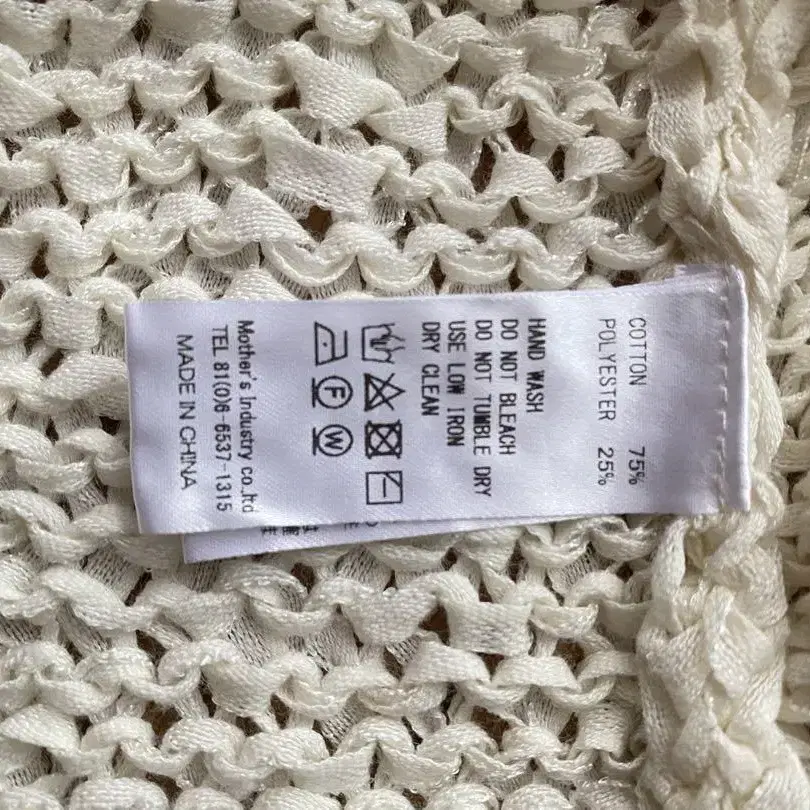 COTTON 75%
POLYESTER 25%
HAND WASH
DO NOT BLEACH
DO NOT TUMBLE DRY
USE LOW IRON
DRY CLEAN
F
W
Mother's Industry co.,ltd
TEL 81(0)6-6537-1315
MADE IN CHINA